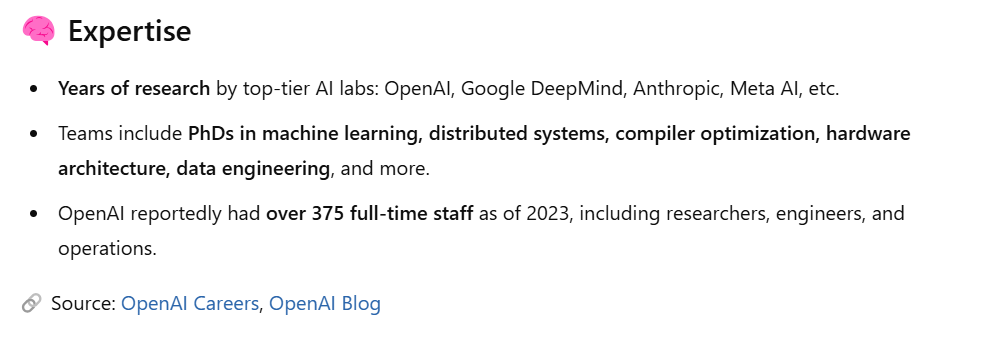 🧠 Expertise
• Years of research by top-tier AI labs: OpenAI, Google DeepMind, Anthropic, Meta AI, etc.
• Teams include PhDs in machine learning, distributed systems, compiler optimization, hardware
architecture, data engineering, and more.
• OpenAI reportedly had over 375 full-time staff as of 2023, including researchers, engineers, and
operations.
🔗 Source: OpenAI Careers, OpenAI Blog